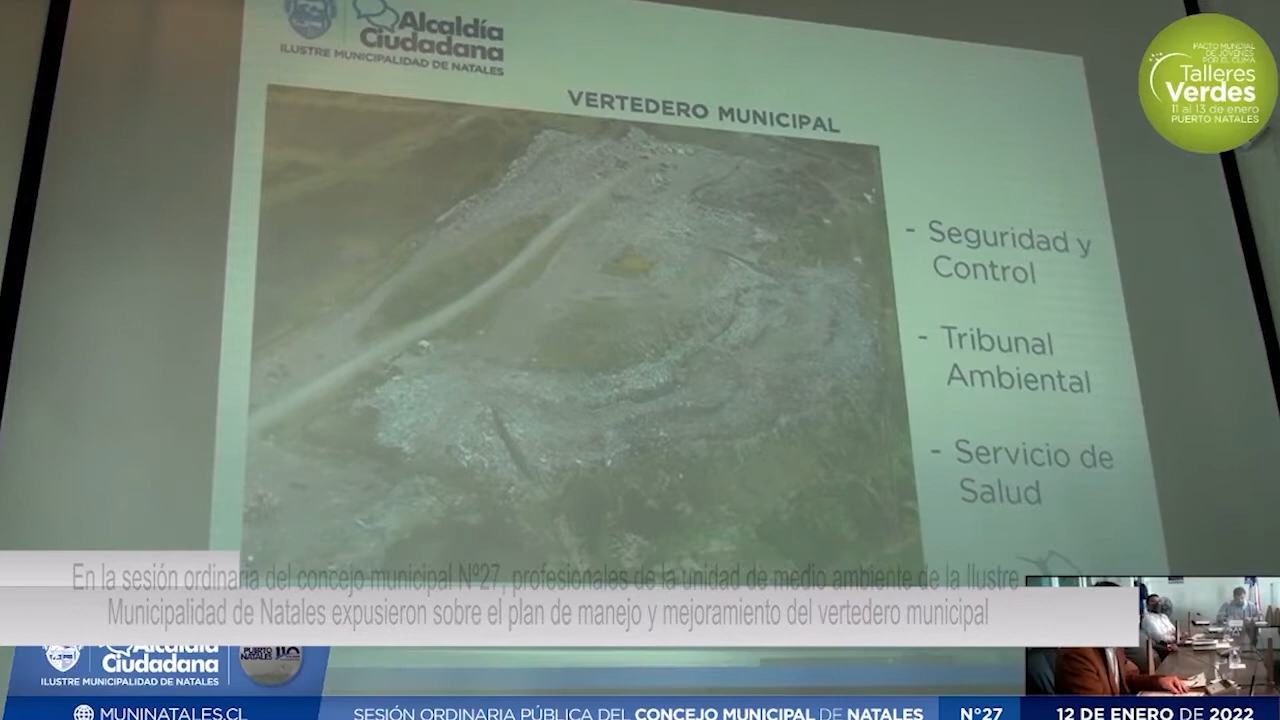 Alcaldía
Ciudadana
ILUSTRE MUNICIPALIDAD DE NATALES
PACTO MUNDIAL
DE JÓVENES
POR EL CLIMA
Talleres
Verdes
11 al 13 de enero
PUERTO NATALES
VERTEDERO MUNICIPAL
- Seguridad y
Control
- Tribunal
Ambiental
- Servicio de
Salud
En la sesión ordinaria del concejo municipal Nº27, profesionales de la unidad de medio ambiente de la Ilustre
Municipalidad de Natales expusieron sobre el plan de manejo y mejoramiento del vertedero municipal
Alcaldía
Ciudadana
ILUSTRE MUNICIPALIDAD DE NATALES
PUERTO
NATALES 110
MUNINATALES.CL
SESIÓN ORDINARIA PÚBLICA DEL CONCEJO MUNICIPAL DE NATALES
Nº27
12 DE ENERO DE 2022